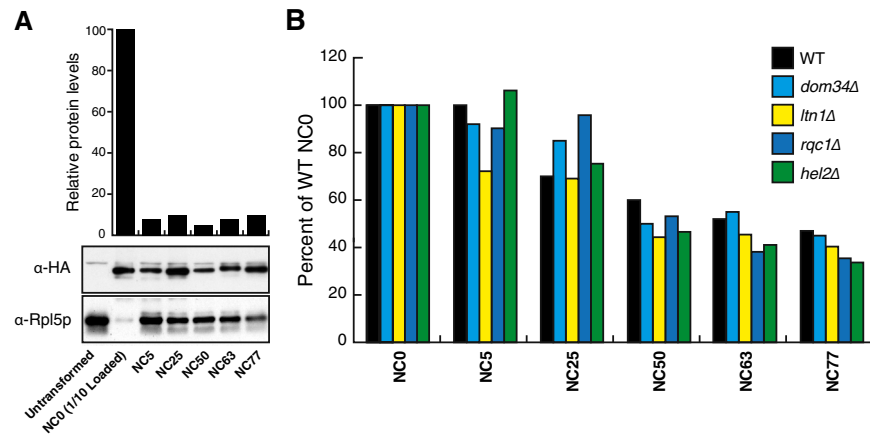 A
Relative protein levels
100
80
60
40
20
0
α-HA
α-Rpl5p
Untransformed
NC0 (1/10 Loaded)
NC5
NC25
NC50
NC63
NC77
B
Percent of WT NC0
120
100
80
60
40
20
0
WT
dom34Δ
ltn1Δ
rqc1Δ
hel2Δ
NC0
NC5
NC25
NC50
NC63
NC77